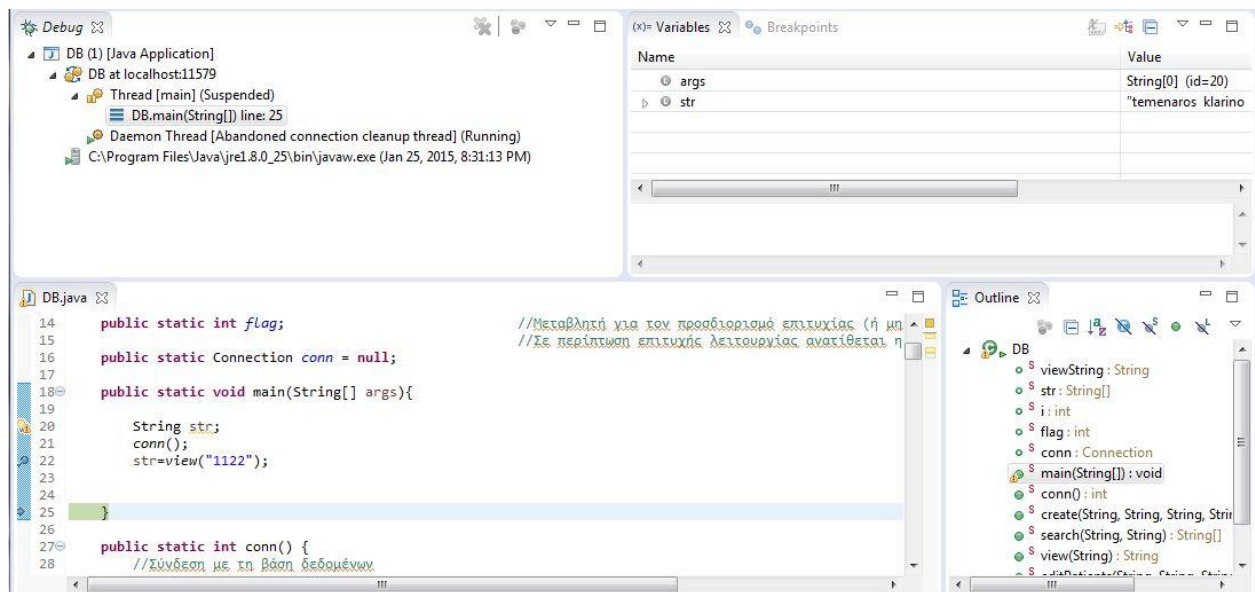 Debug
DB (1) [Java Application]
DB at localhost:11579
Thread [main] (Suspended)
DB.main(String[]) line: 25
Daemon Thread [Abandoned connection cleanup thread] (Running)
C:\Program Files\Java\jre1.8.0_25\bin\javaw.exe (Jan 25, 2015, 8:31:13 PM)
(x)= Variables Breakpoints
Name Value
args String[0] (id=20)
str "temenaros klarino
DB.java
14 public static int flag; //Μεταβλητή για τον προσδιορισμό επιτυχίας (ή μη
15 //Σε περίπτωση επιτυχής λειτουργίας ανατίθεται η
16 public static Connection conn = null;
17
18 public static void main(String[] args){
19
20 String str;
21 conn();
22 str=view("1122");
23
24
25 }
26
27 public static int conn() {
28 //Σύνδεση με τη βάση δεδομένων
Outline
DB
viewString : String
str : String[]
i : int
flag : int
conn : Connection
main(String[]) : void
conn() : int
create(String, String, String, Strin
search(String, String) : String[]
view(String) : String